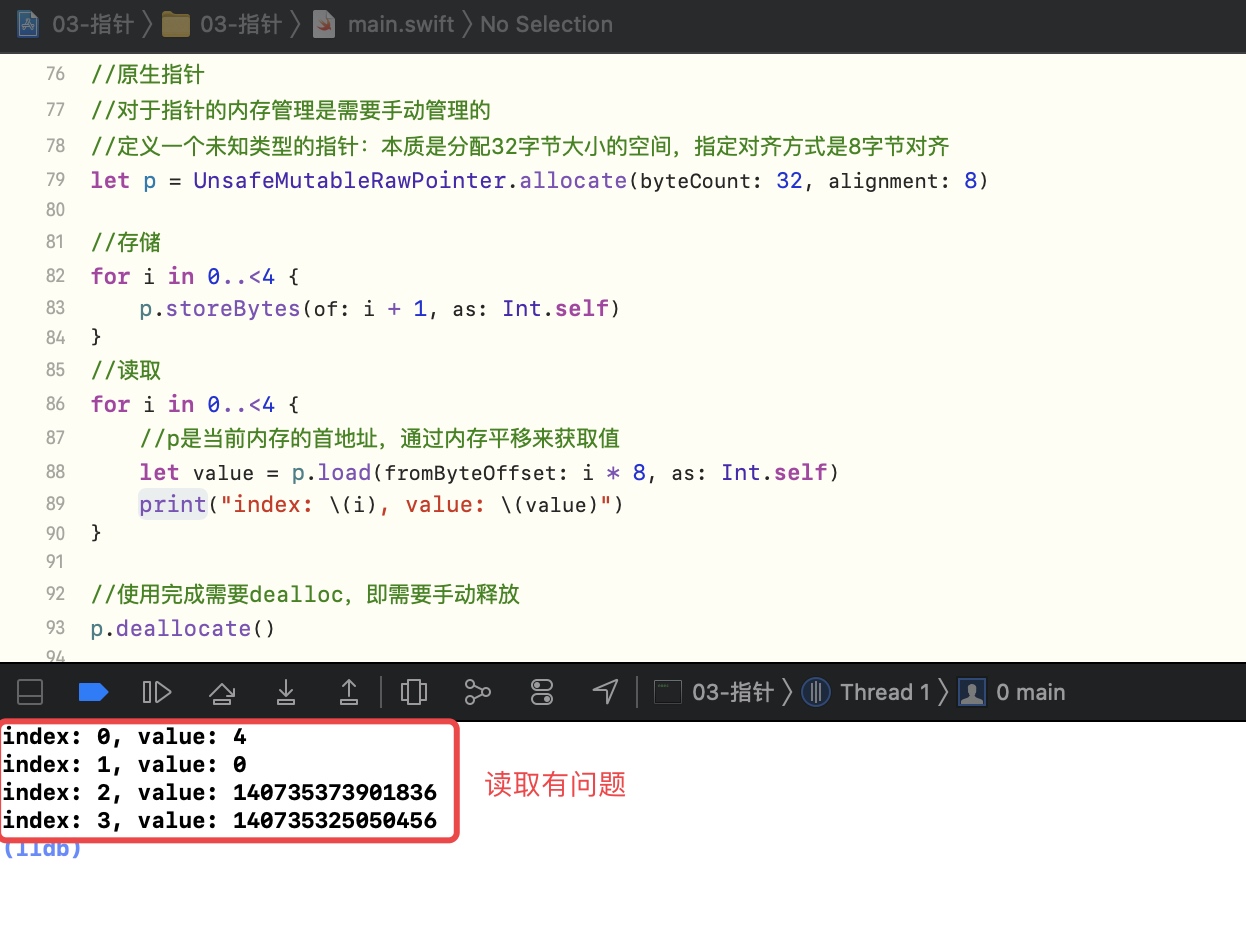 03-指针 〉 03-指针 〉 main.swift 〉 No Selection
76 //原生指针
77 //对于指针的内存管理是需要手动管理的
78 //定义一个未知类型的指针：本质是分配32字节大小的空间，指定对齐方式是8字节对齐
79 let p = UnsafeMutableRawPointer.allocate(byteCount: 32, alignment: 8)
80
81 //存储
82 for i in 0..<4 {
83     p.storeBytes(of: i + 1, as: Int.self)
84 }
85 //读取
86 for i in 0..<4 {
87     //p是当前内存的首地址，通过内存平移来获取值
88     let value = p.load(fromByteOffset: i * 8, as: Int.self)
89     print("index: \(i), value: \(value)")
90 }
91
92 //使用完成需要dealloc，即需要手动释放
93 p.deallocate()
94
03-指针 〉 Thread 1 〉 0 main
index: 0, value: 4
index: 1, value: 0
index: 2, value: 140735373901836
index: 3, value: 140735325050456
读取有问题
(lldb)